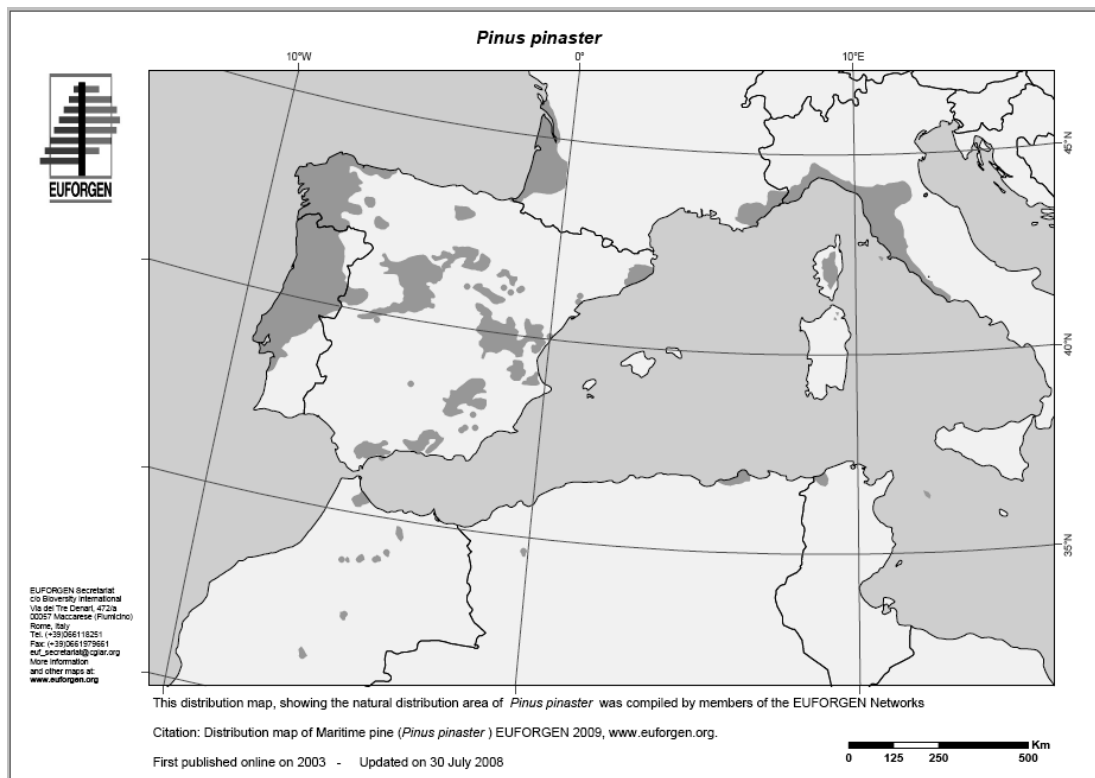 Pinus pinaster
10°W
0°
10°E
EUFORGEN
45°N
40°N
35°N
EUFORGEN Secretariat
c/o Bioversity International
Via dei Tre Denari, 472/a
00057 Maccarese (Fiumicino)
Rome, Italy
Tel. (+39)066118251
Fax: (+39)0661979661
euf_secretariat@cgiar.org
More information
and other maps at:
www.euforgen.org
This distribution map, showing the natural distribution area of Pinus pinaster was compiled by members of the EUFORGEN Networks
Citation: Distribution map of Maritime pine (Pinus pinaster ) EUFORGEN 2009, www.euforgen.org.
First published online on 2003 - Updated on 30 July 2008
Km
0 125 250 500